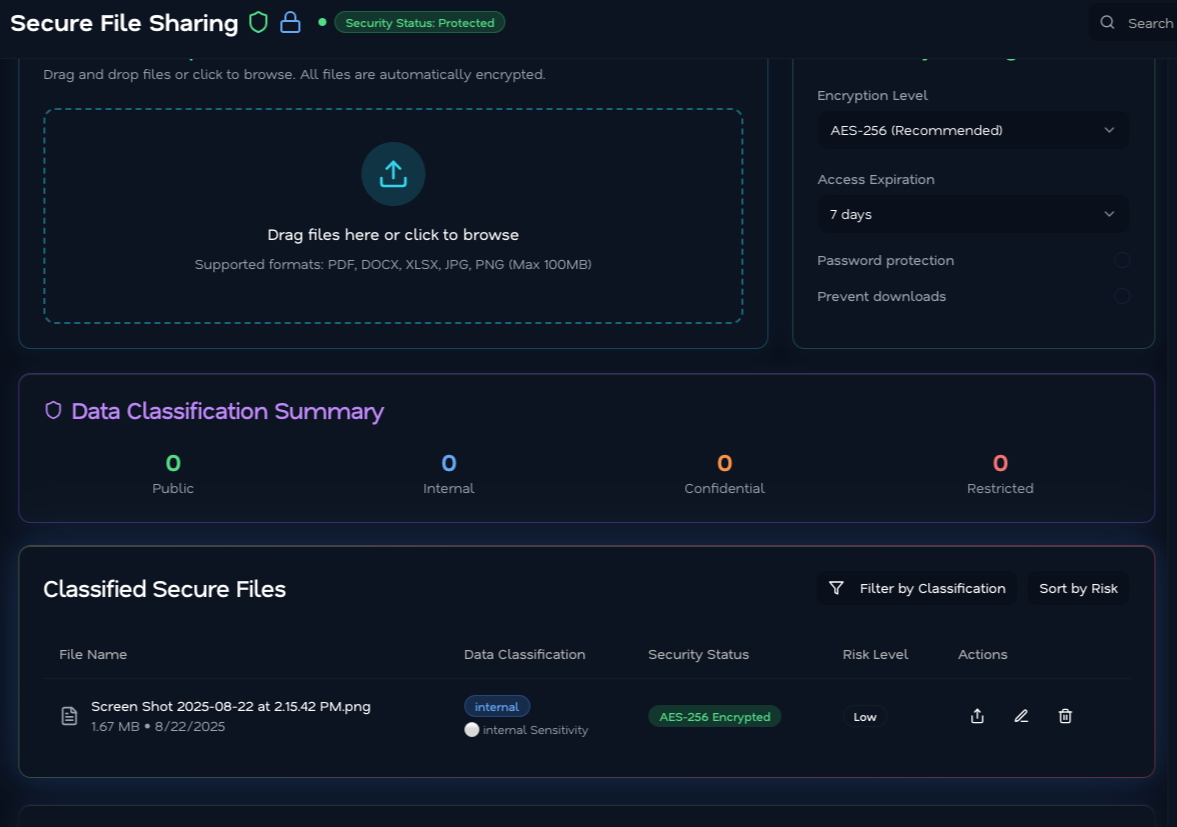 Secure File Sharing
Security Status: Protected
Search
Drag and drop files or click to browse. All files are automatically encrypted.
Drag files here or click to browse
Supported formats: PDF, DOCX, XLSX, JPG, PNG (Max 100MB)
Encryption Level
AES-256 (Recommended)
Access Expiration
7 days
Password protection
Prevent downloads
Data Classification Summary
0
Public
0
Internal
0
Confidential
0
Restricted
Classified Secure Files
Filter by Classification
Sort by Risk
File Name
Data Classification
Security Status
Risk Level
Actions
Screen Shot 2025-08-22 at 2.15.42 PM.png
1.67 MB • 8/22/2025
internal
internal Sensitivity
AES-256 Encrypted
Low